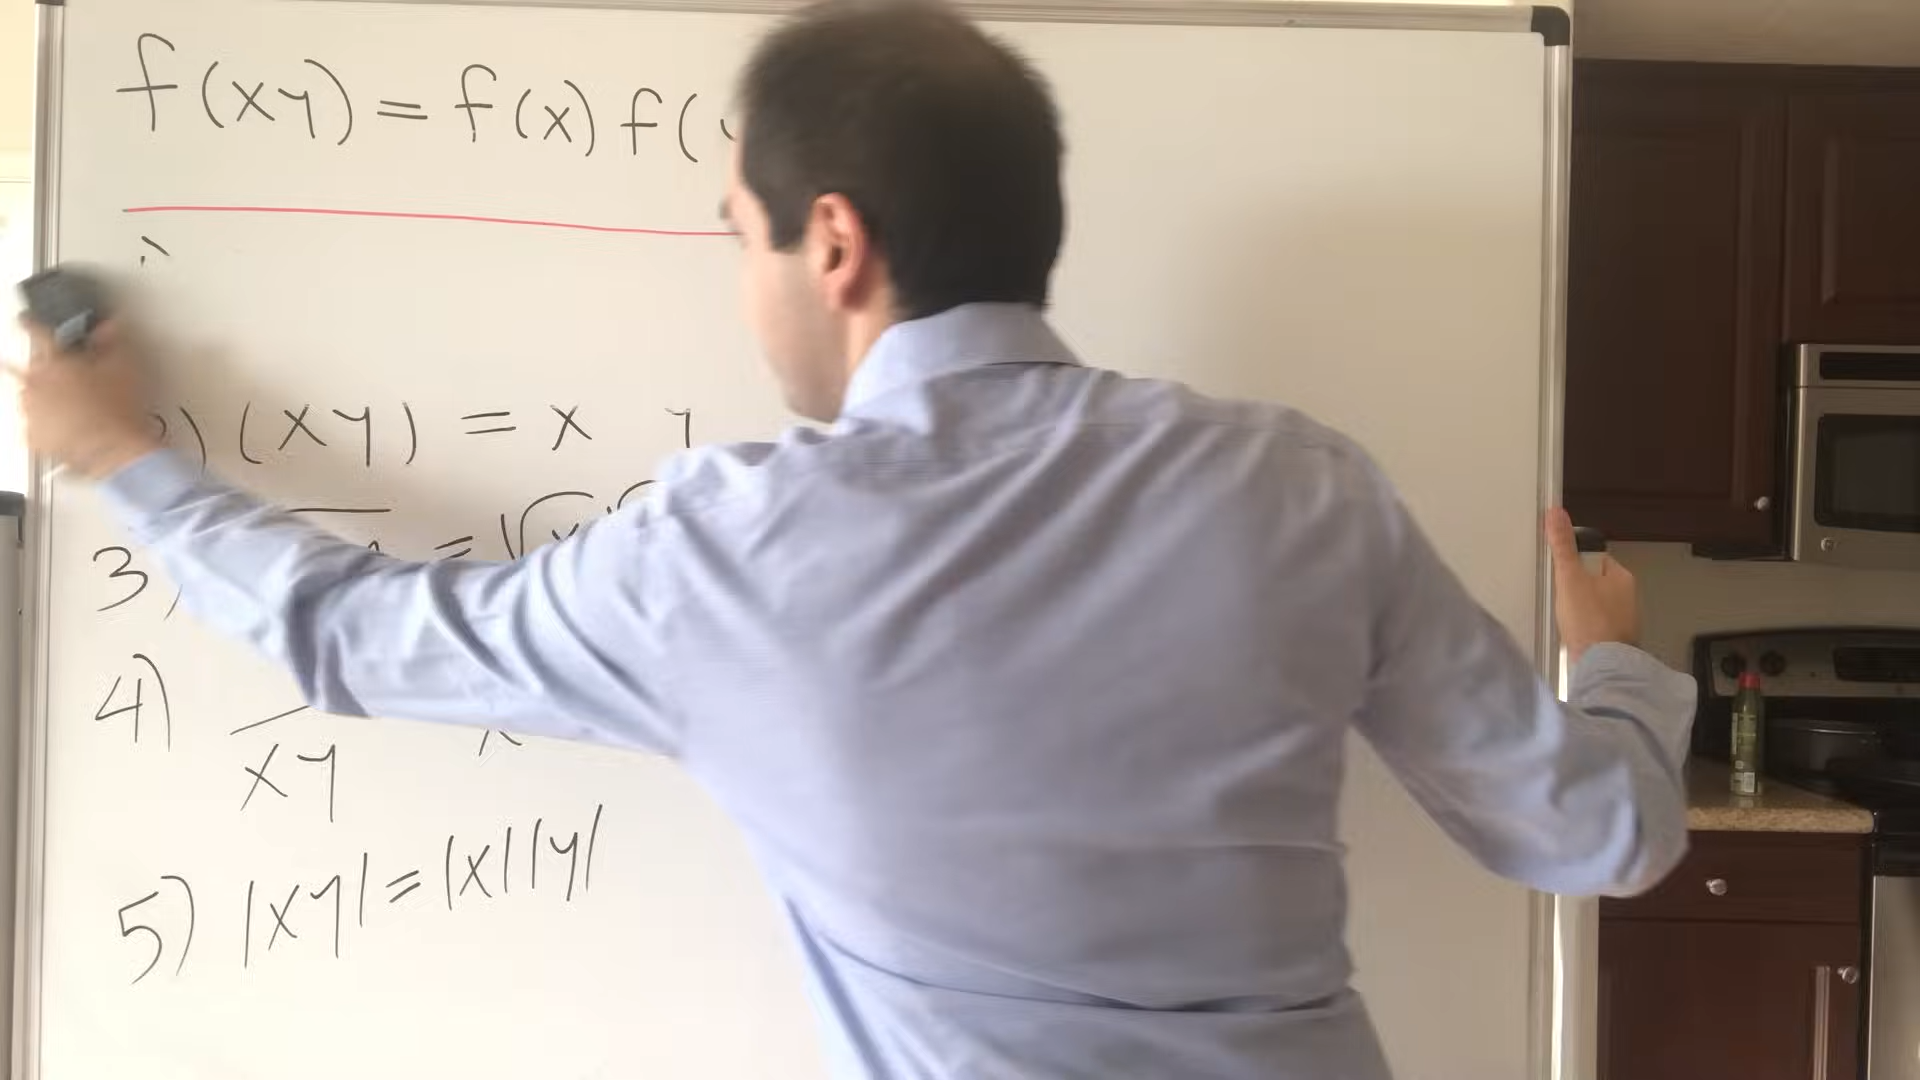 f(xy) = f(x) f(
) (xy) = x y
3) = √x √
4) xy x
5) |xy| = |x||y|